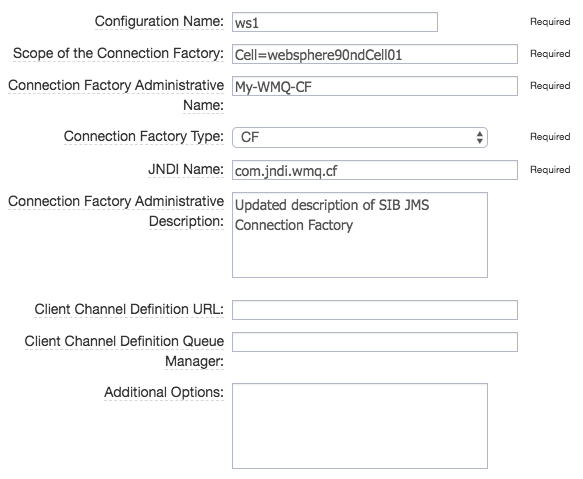 Configuration Name: ws1 Required
Scope of the Connection Factory: Cell=websphere90ndCell01 Required
Connection Factory Administrative
Name: My-WMQ-CF Required
Connection Factory Type: CF Required
JNDI Name: com.jndi.wmq.cf Required
Connection Factory Administrative
Description: Updated description of SIB JMS
Connection Factory
Client Channel Definition URL:
Client Channel Definition Queue
Manager:
Additional Options: